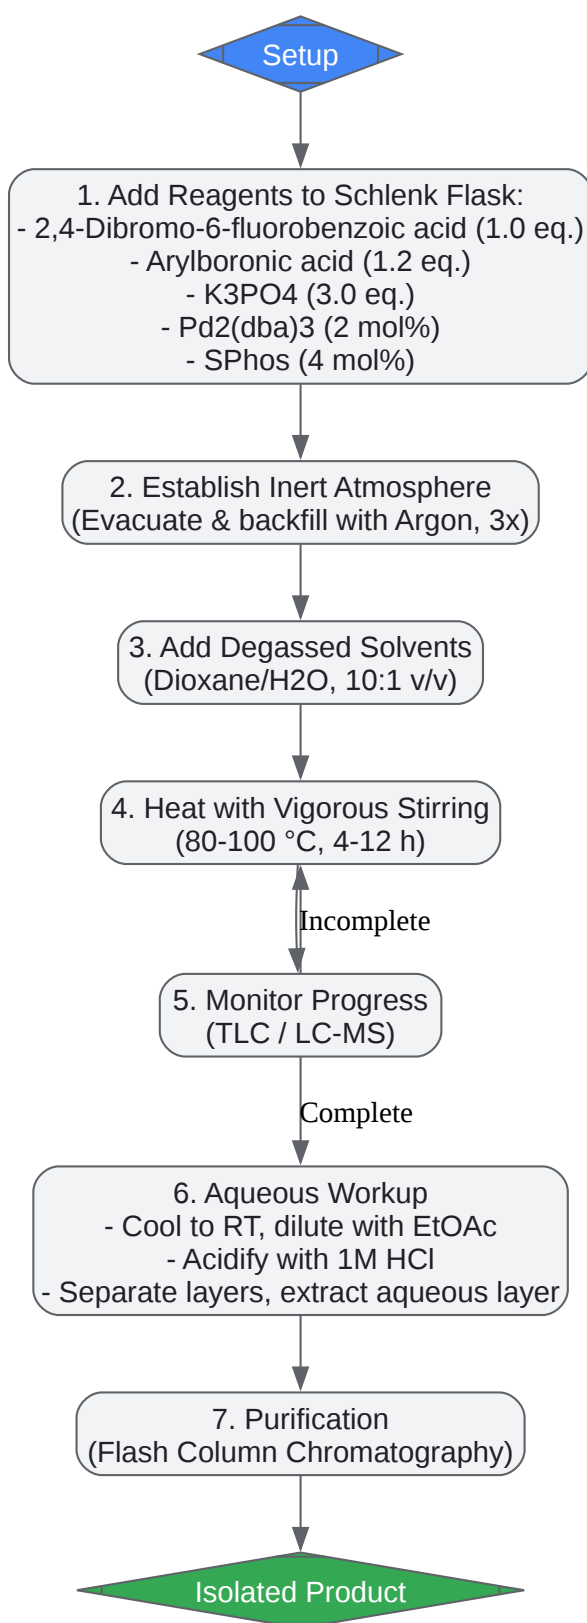 Setup
1. Add Reagents to Schlenk Flask:
- 2,4-Dibromo-6-fluorobenzoic acid (1.0 eq.)
- Arylboronic acid (1.2 eq.)
- K3PO4 (3.0 eq.)
- Pd2(dba)3 (2 mol%)
- SPhos (4 mol%)
2. Establish Inert Atmosphere
(Evacuate & backfill with Argon, 3x)
3. Add Degassed Solvents
(Dioxane/H2O, 10:1 v/v)
4. Heat with Vigorous Stirring
(80-100 °C, 4-12 h)
Incomplete
5. Monitor Progress
(TLC / LC-MS)
Complete
6. Aqueous Workup
- Cool to RT, dilute with EtOAc
- Acidify with 1M HCl
- Separate layers, extract aqueous layer
7. Purification
(Flash Column Chromatography)
Isolated Product